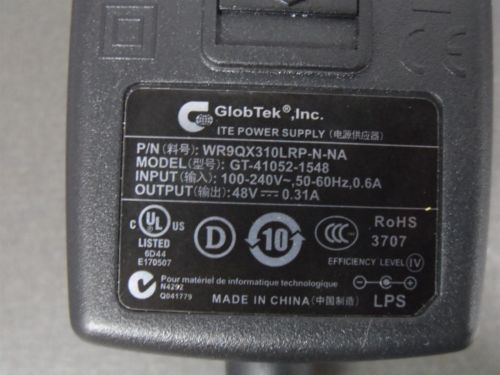 GlobTek®,Inc.
ITE POWER SUPPLY (电源供应器)
P/N (料号): WR9QX310LRP-N-NA
MODEL(型号): GT-41052-1548
INPUT(输入): 100-240V~,50-60Hz,0.6A
OUTPUT(输出): 48V⎓0.31A
C UL US
LISTED
6D44
E170507
D
10
CCC
RoHS
3707
EFFICIENCY LEVEL IV
Pour matériel de informatique technologique
N4292
Q041779
MADE IN CHINA(中国制造)
LPS
CE